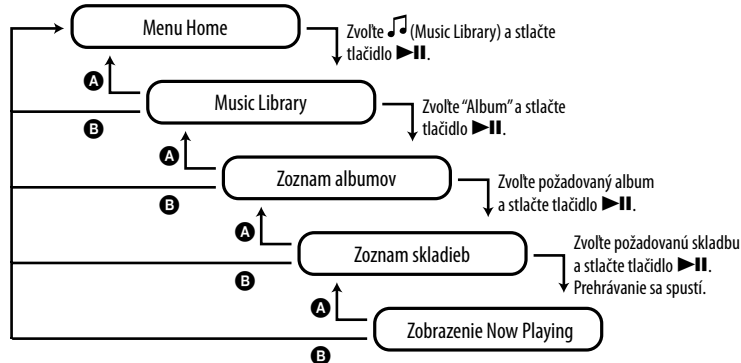 Menu Home
Zvoľte (Music Library) a stlačte
tlačidlo ►II.
A
Music Library
B
Zvoľte “Album” a stlačte
tlačidlo ►II.
A
Zoznam albumov
B
Zvoľte požadovaný album
a stlačte tlačidlo ►II.
A
Zoznam skladieb
B
Zvoľte požadovanú skladbu
a stlačte tlačidlo ►II.
Prehrávanie sa spustí.
A
Zobrazenie Now Playing
B